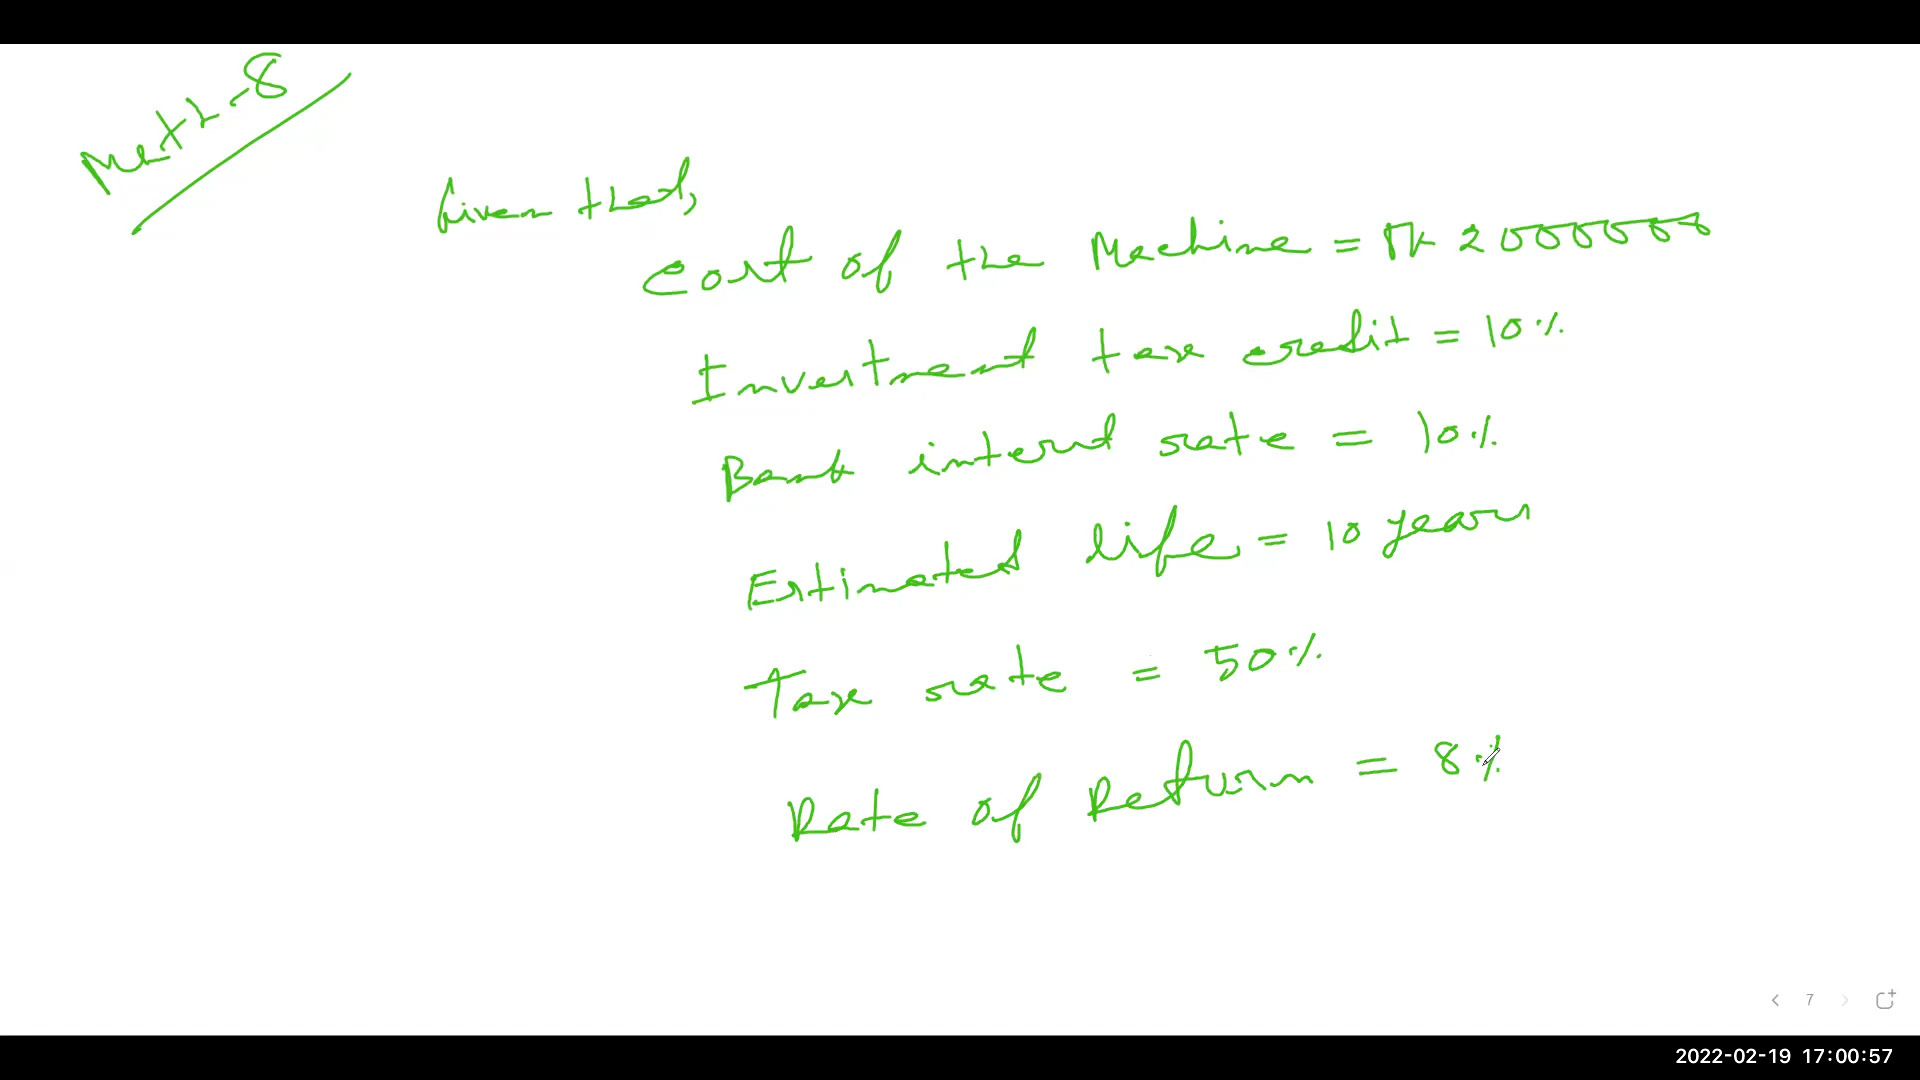 Math-8
Given that,
Cost of the Machine = Tk 2000000
Investment tax credit = 10%
Bank interest rate = 10%
Estimated life = 10 years
Tax rate = 50%
Rate of Return = 8%
7
2022-02-19 17:00:57